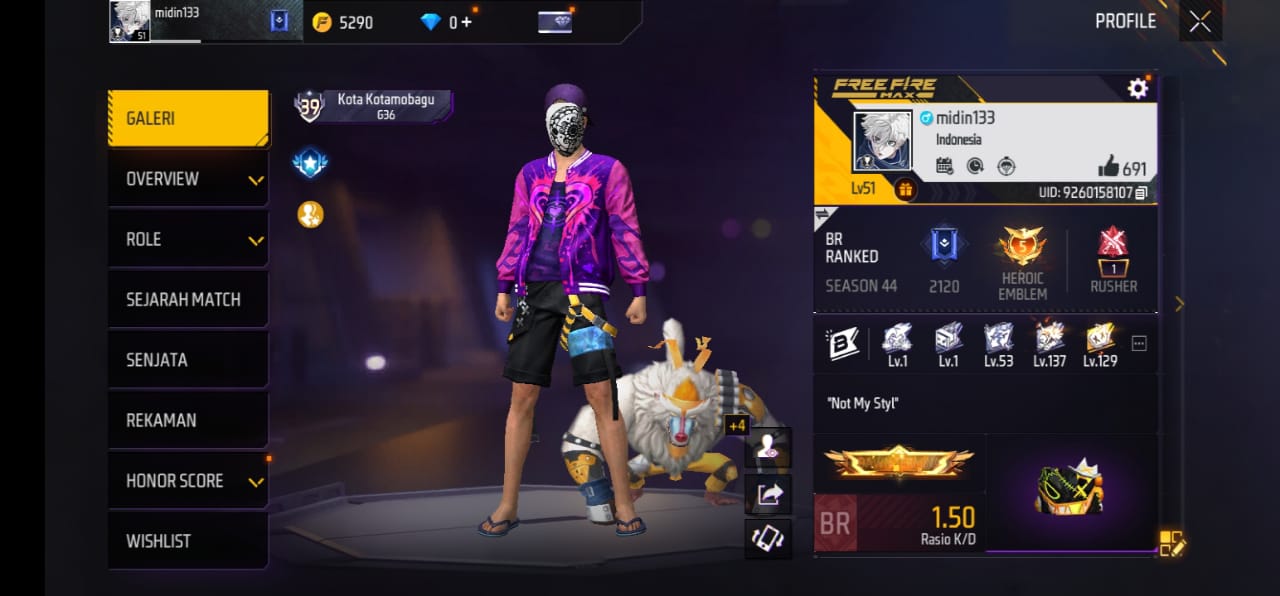 midin133
51
5290
0 +
PROFILE
GALERI
OVERVIEW
ROLE
SEJARAH MATCH
SENJATA
REKAMAN
HONOR SCORE
WISHLIST
39
Kota Kotamobagu
G36
+4
FREE FIRE
MAX
midin133
Indonesia
691
Lv51
UID: 9260158107
BR
RANKED
SEASON 44
2120
5
HEROIC
EMBLEM
1
RUSHER
Lv.1
Lv.1
Lv.53
Lv.137
Lv.129
"Not My Styl"
BR
1.50
Rasio K/D